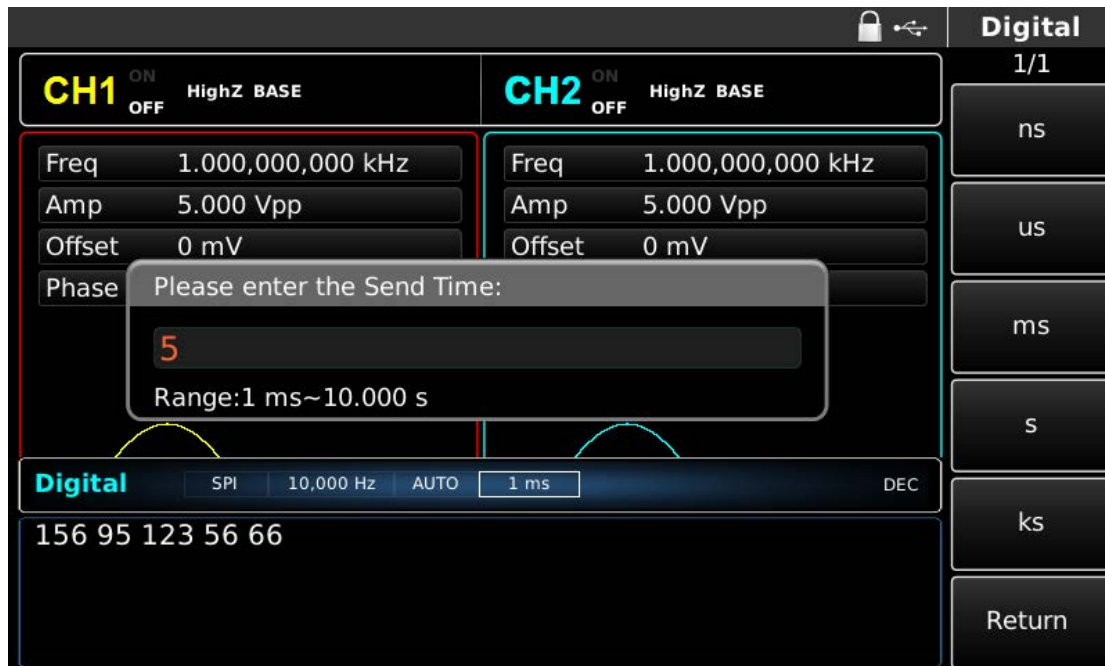 Digital
1/1
CH1 ON OFF HighZ BASE
CH2 ON OFF HighZ BASE
Freq 1.000,000,000 kHz
Amp 5.000 Vpp
Offset 0 mV
Phase
Freq 1.000,000,000 kHz
Amp 5.000 Vpp
Offset 0 mV
Please enter the Send Time:
5
Range:1 ms~10.000 s
Digital SPI 10,000 Hz AUTO 1 ms DEC
156 95 123 56 66
ns
us
ms
s
ks
Return